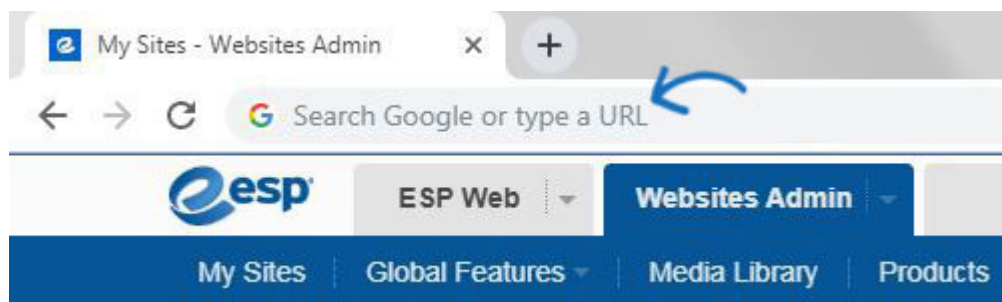 My Sites - Websites Admin
Search Google or type a URL
esp ESP Web Websites Admin
My Sites Global Features Media Library Products